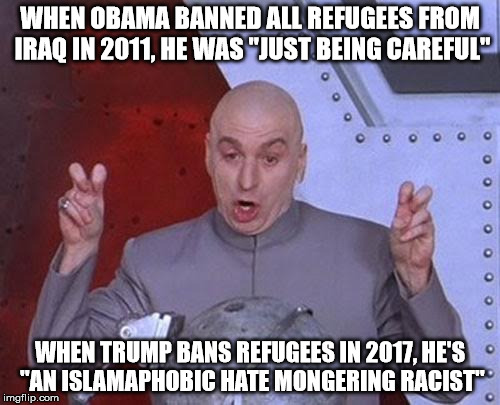 WHEN OBAMA BANNED ALL REFUGEES FROM
IRAQ IN 2011, HE WAS "JUST BEING CAREFUL"
WHEN TRUMP BANS REFUGEES IN 2017, HE'S
"AN ISLAMAPHOBIC HATE MONGERING RACIST"
imgflip.com